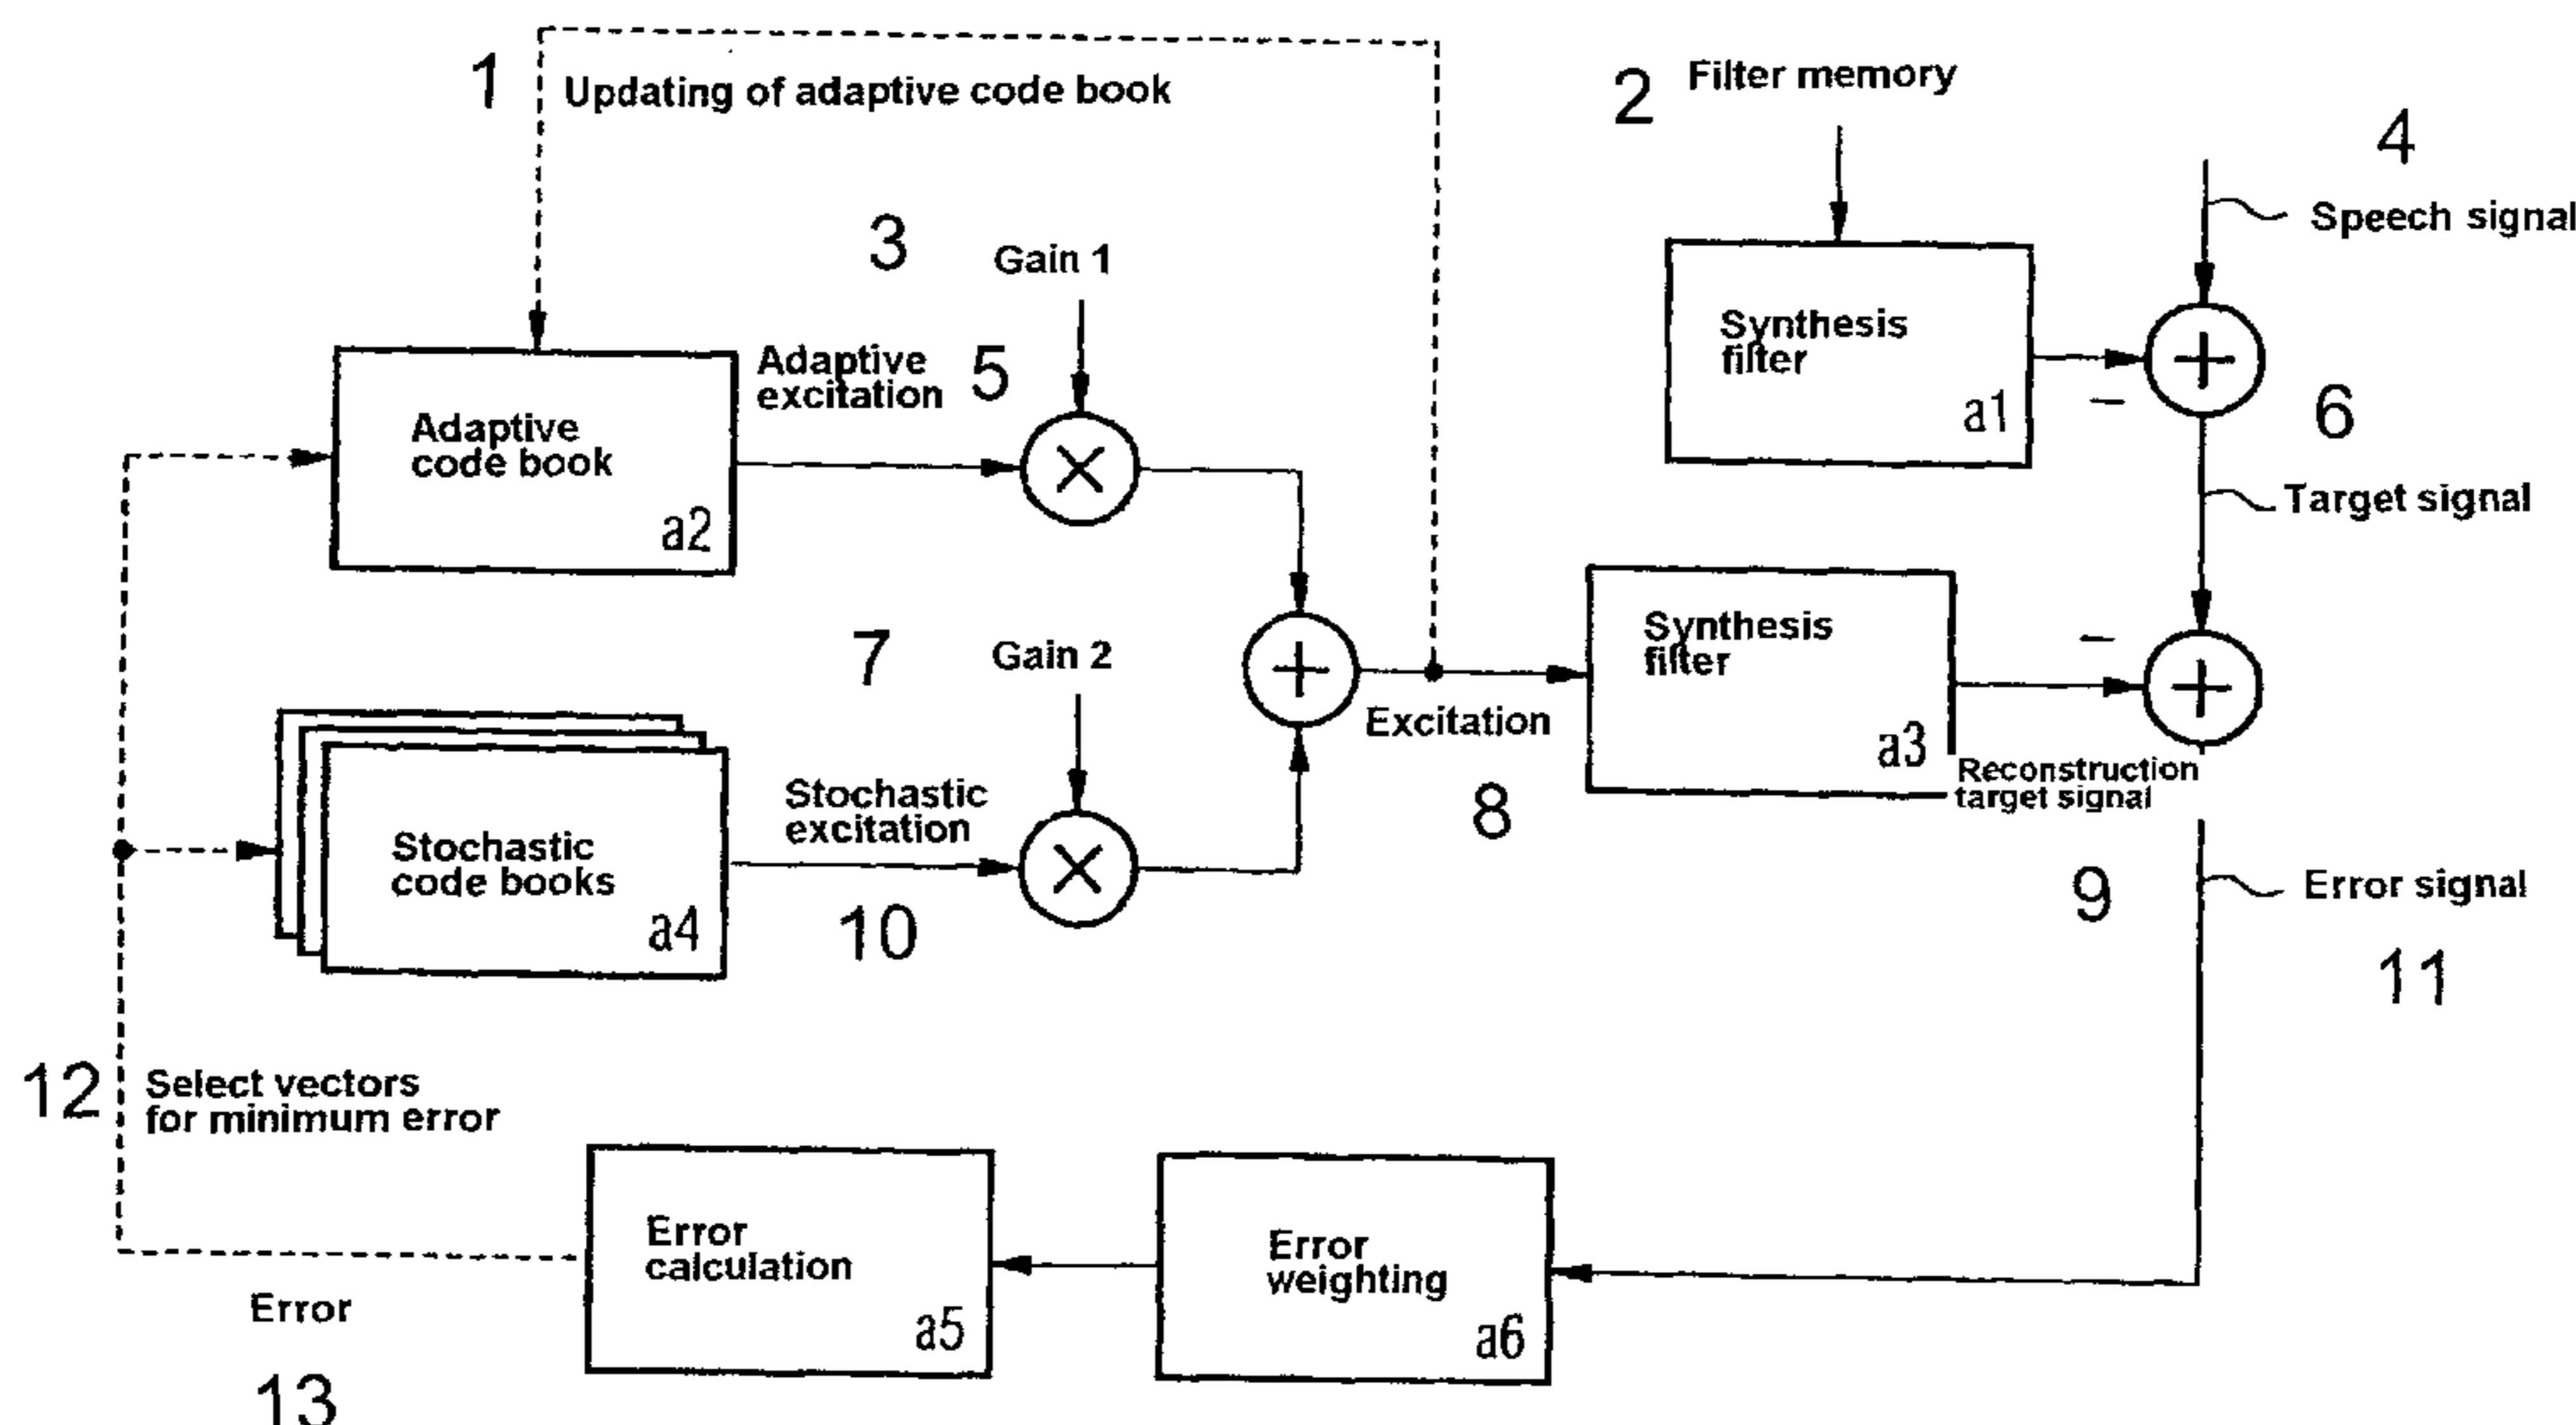 1
Updating of adaptive code book
2
Filter memory
4
Speech signal
3
Gain 1
Synthesis
filter
a1
+
−
Adaptive
excitation
5
Adaptive
code book
a2
×
6
Target signal
7
Gain 2
+
Excitation
8
Synthesis
filter
a3
−
+
Reconstruction
target signal
9
Stochastic
excitation
10
Stochastic
code books
a4
×
Error signal
11
12
Select vectors
for minimum error
Error
calculation
a5
Error
weighting
a6
Error
13